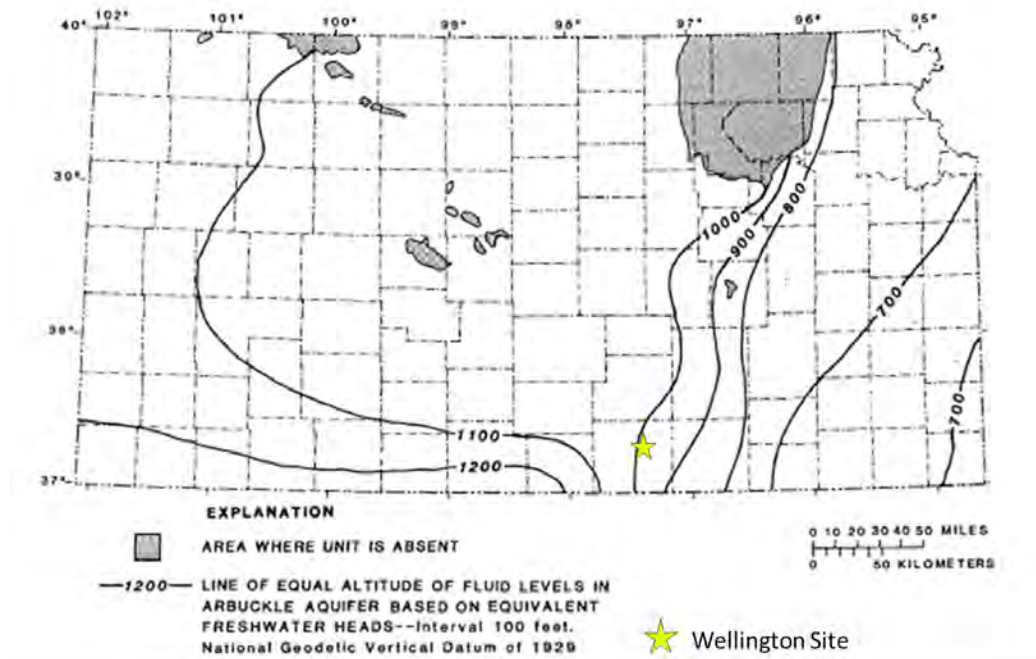 40° 102° 101° 100° 99° 98° 97° 96° 95°
39°
1000
900
800
700
38°
700
1100
1200
37°
EXPLANATION
AREA WHERE UNIT IS ABSENT
—1200— LINE OF EQUAL ALTITUDE OF FLUID LEVELS IN
ARBUCKLE AQUIFER BASED ON EQUIVALENT
FRESHWATER HEADS--Interval 100 feet.
National Geodetic Vertical Datum of 1929
0 10 20 30 40 50 MILES
0 50 KILOMETERS
Wellington Site